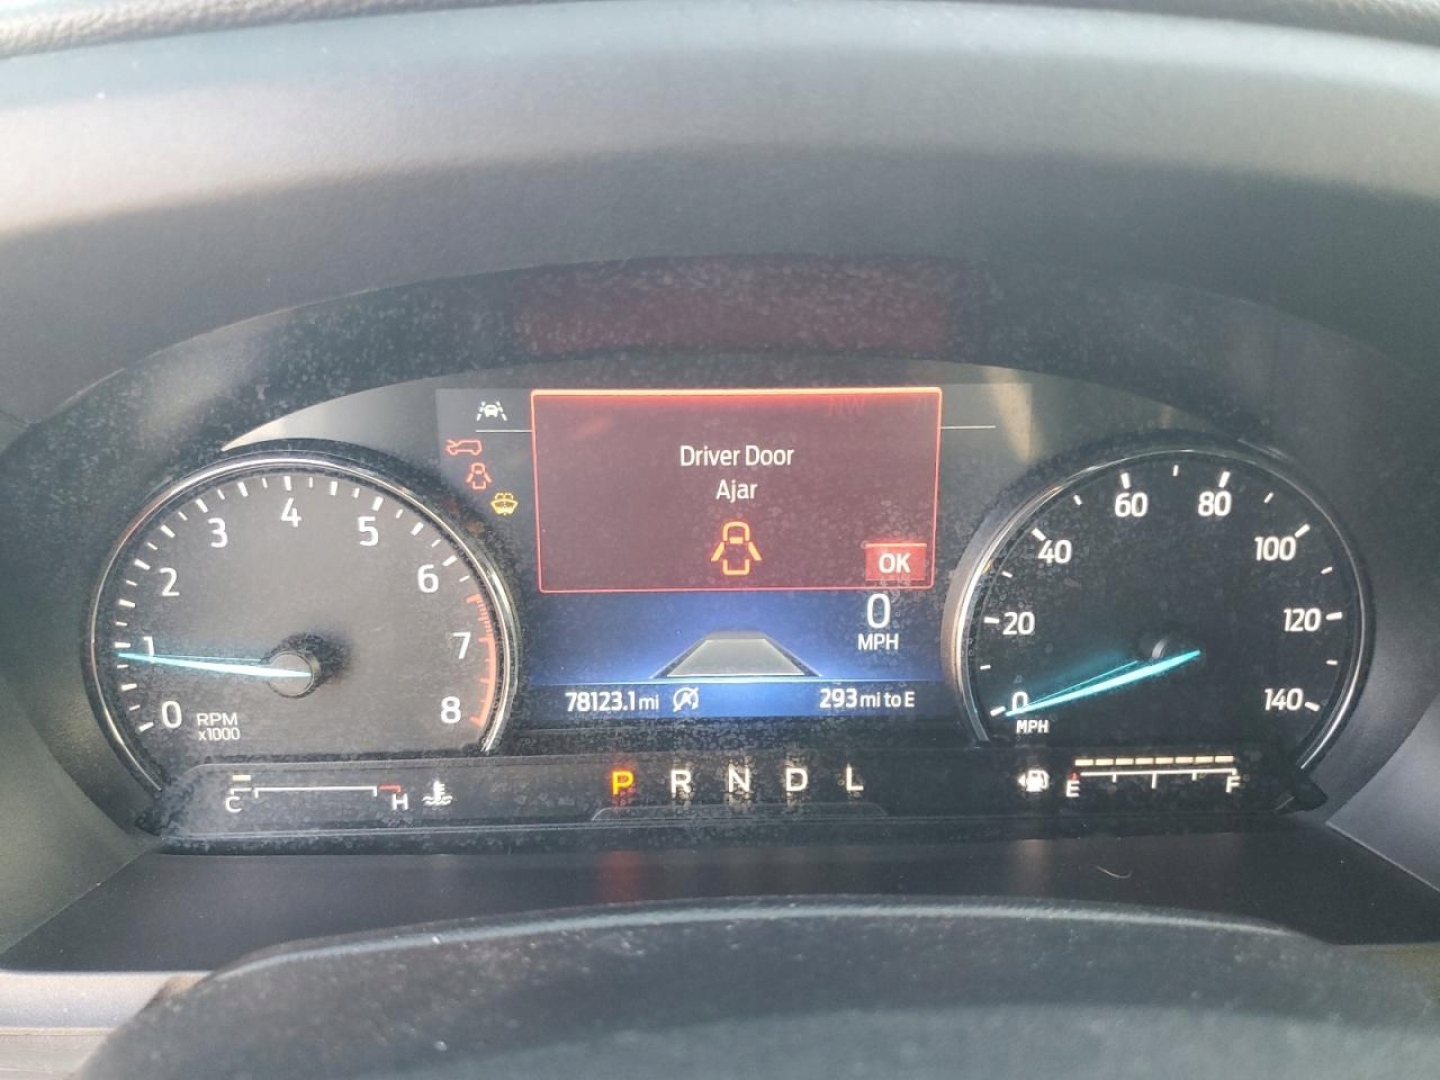 Driver Door
Ajar
OK
0
MPH
78123.1 mi
293 mi to E
0 1 2 3 4 5 6 7 8
RPM
x1000
0 20 40 60 80 100 120 140
MPH
C H
P R N D L
E F